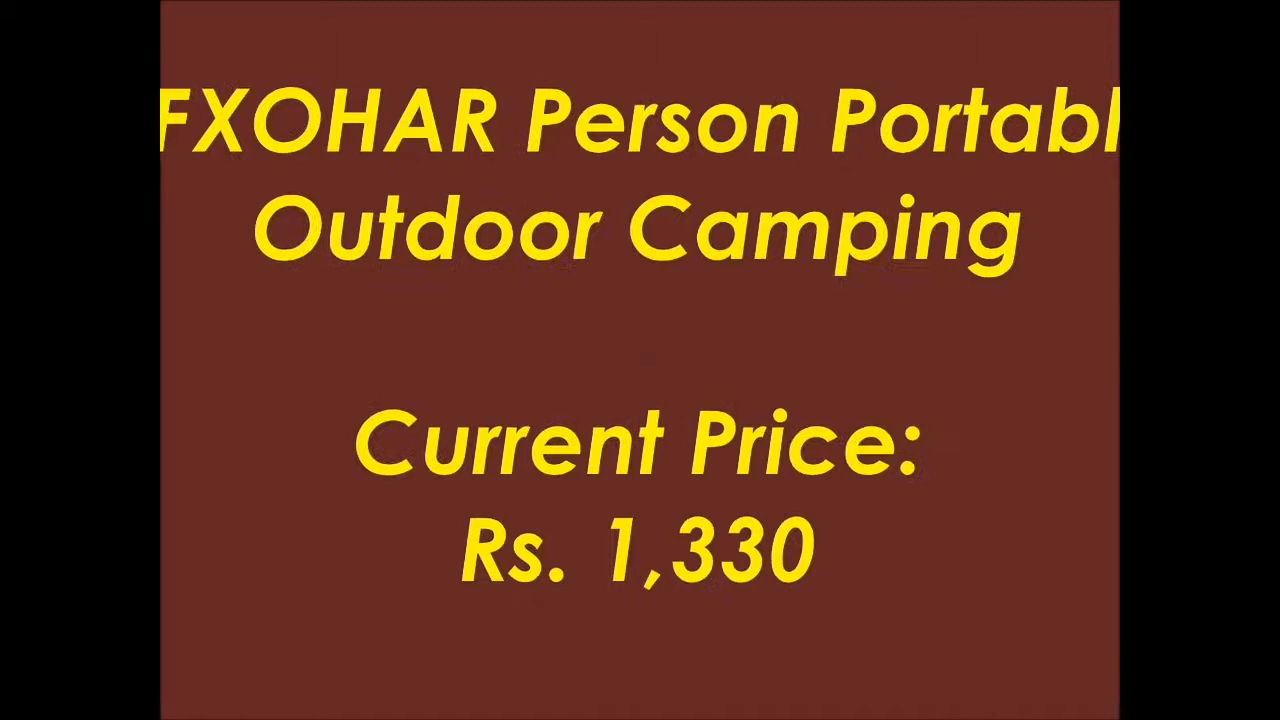 FXOHAR Person Portabl
Outdoor Camping
Current Price:
Rs. 1,330